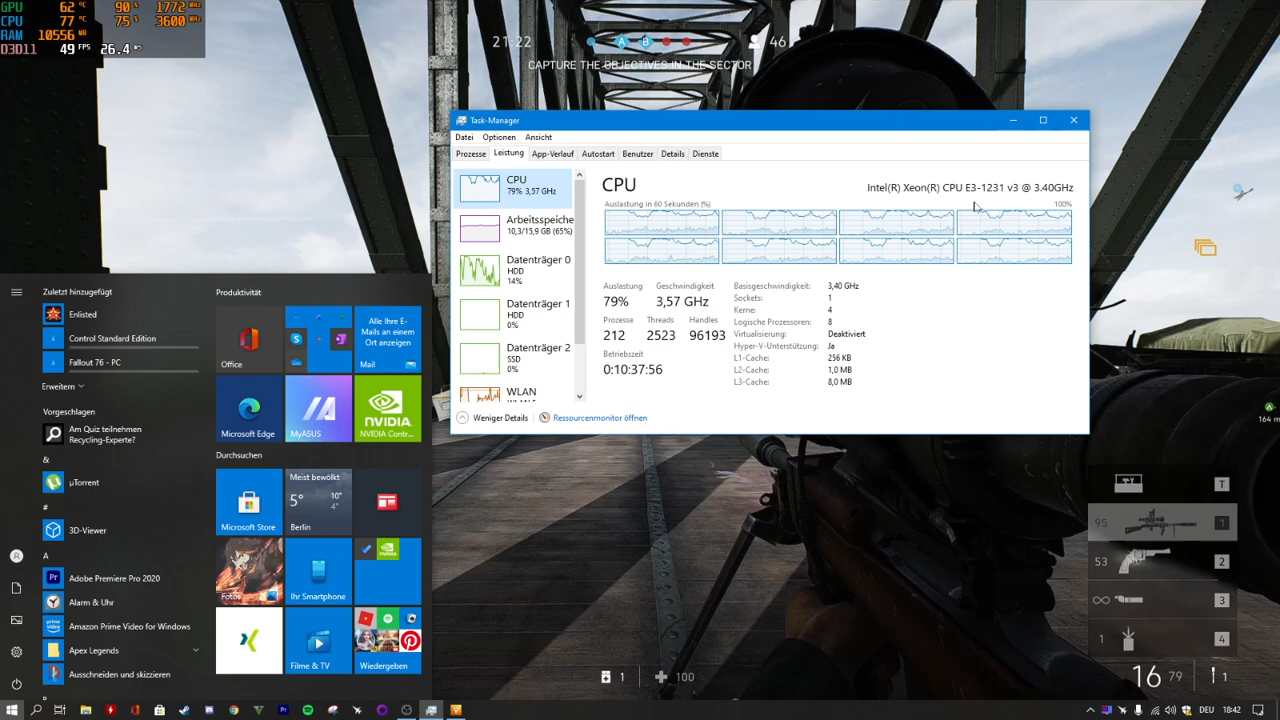 GPU 62 °C 90 % 1772 MHz
CPU 77 °C 75 % 3600 MHz
RAM 10556 MB
D3D11 49 FPS 26.4 ms
21:22
A B
46
CAPTURE THE OBJECTIVES IN THE SECTOR
Task-Manager
Datei Optionen Ansicht
Prozesse Leistung App-Verlauf Autostart Benutzer Details Dienste
CPU
79% 3,57 GHz
Arbeitsspeiche
10,3/15,9 GB (65%)
Datenträger 0
HDD
14%
Datenträger 1
HDD
0%
Datenträger 2
SSD
0%
WLAN
CPU
Intel(R) Xeon(R) CPU E3-1231 v3 @ 3.40GHz
Auslastung in 60 Sekunden (%) 100%
Auslastung Geschwindigkeit
79% 3,57 GHz
Prozesse Threads Handles
212 2523 96193
Betriebszeit
0:10:37:56
Basisgeschwindigkeit: 3,40 GHz
Sockets: 1
Kerne: 4
Logische Prozessoren: 8
Virtualisierung: Deaktiviert
Hyper-V-Unterstützung: Ja
L1-Cache: 256 KB
L2-Cache: 1,0 MB
L3-Cache: 8,0 MB
Weniger Details Ressourcenmonitor öffnen
Zuletzt hinzugefügt
Enlisted
Control Standard Edition
Fallout 76 - PC
Erweitern
Vorgeschlagen
Am Quiz teilnehmen
Recycling-Experte?
&
µTorrent
#
3D-Viewer
A
Adobe Premiere Pro 2020
Alarm & Uhr
Amazon Prime Video for Windows
Apex Legends
Ausschneiden und skizzieren
Produktivität
Office
Alle Ihre E-
Mails an einem
Ort anzeigen
Mail
Microsoft Edge
MyASUS
NVIDIA
NVIDIA Contr...
Durchsuchen
Microsoft Store
Meist bewölkt
5° 10°
4°
Berlin
Fotos
Ihr Smartphone
Filme & TV
Wiedergeben
A
164 m
T
95 1
53 2
∞ 3
1 4
1
100
16 79
1
DEU 18:42